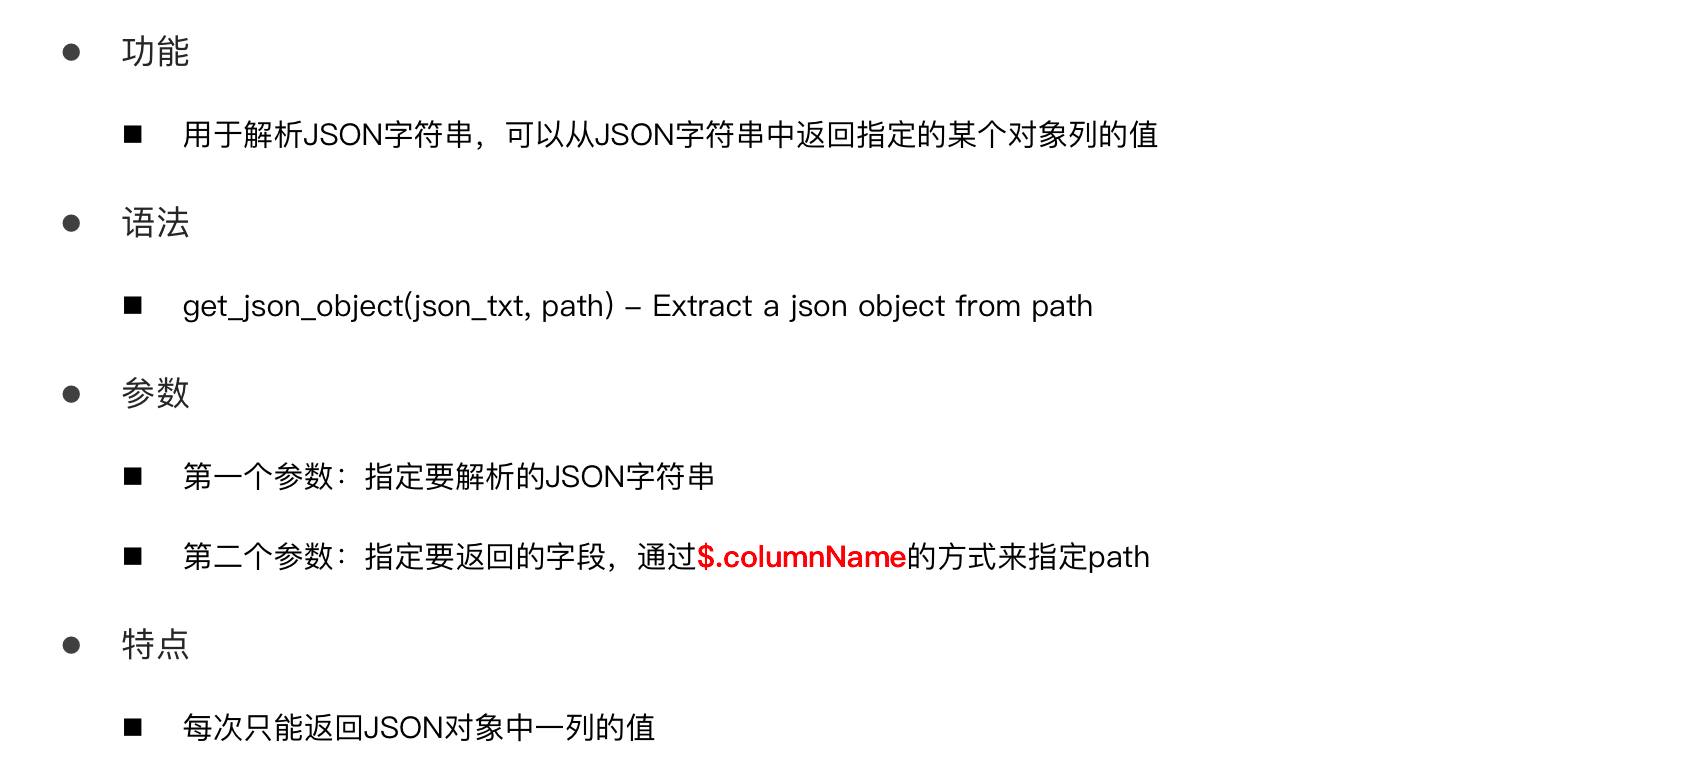 功能
用于解析JSON字符串，可以从JSON字符串中返回指定的某个对象列的值
语法
get_json_object(json_txt, path) – Extract a json object from path
参数
第一个参数：指定要解析的JSON字符串
第二个参数：指定要返回的字段，通过$.columnName的方式来指定path
特点
每次只能返回JSON对象中一列的值